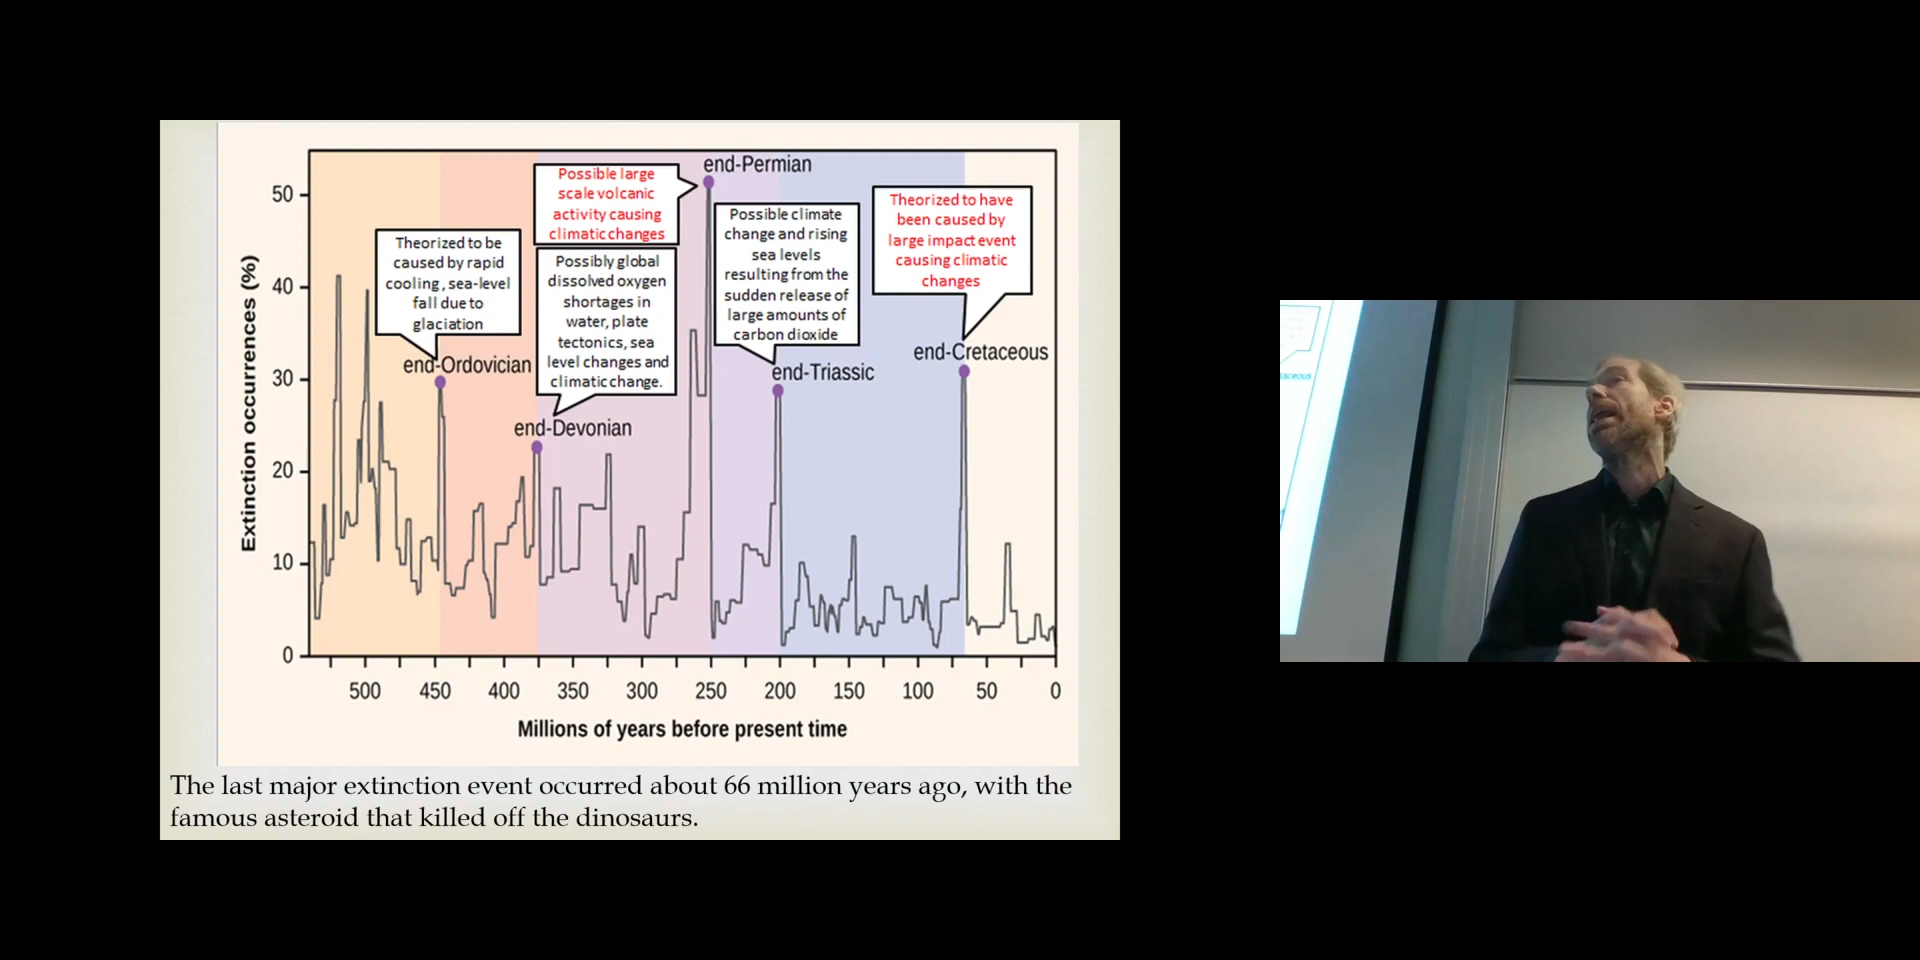 end-Permian
Possible large
scale volcanic
activity causing
climatic changes
Theorized to have
been caused by
large impact event
causing climatic
changes
Possible climate
change and rising
sea levels
resulting from the
sudden release of
large amounts of
carbon dioxide
Theorized to be
caused by rapid
cooling, sea-level
fall due to
glaciation
Possibly global
dissolved oxygen
shortages in
water, plate
tectonics, sea
level changes and
climatic change.
end-Ordovician
end-Devonian
end-Triassic
end-Cretaceous
Extinction occurrences (%)
50
40
30
20
10
0
500 450 400 350 300 250 200 150 100 50 0
Millions of years before present time
The last major extinction event occurred about 66 million years ago, with the
famous asteroid that killed off the dinosaurs.